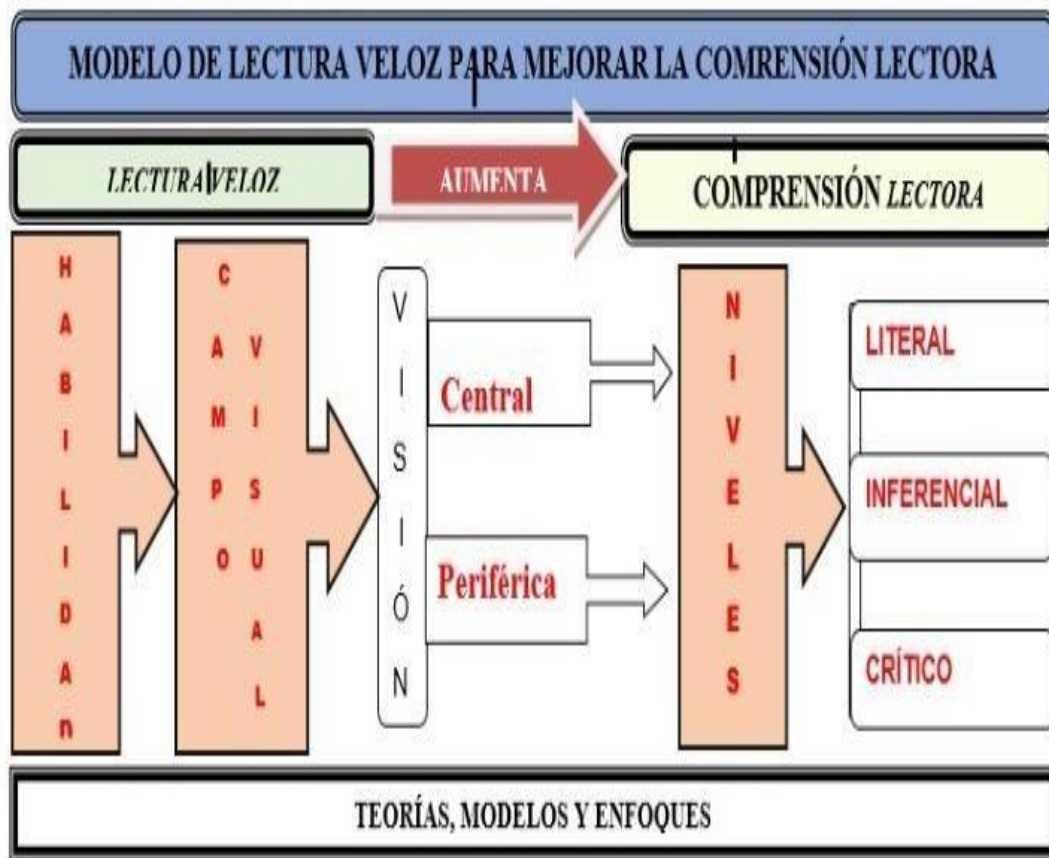 MODELO DE LECTURA VELOZ PARA MEJORAR LA COMRENSIÓN LECTORA
LECTURA VELOZ
AUMENTA
COMPRENSIÓN LECTORA
HABILIDAD
CAMPO
VISUAL
VISIÓN
Central
Periférica
NIVELES
LITERAL
INFERENCIAL
CRÍTICO
TEORÍAS, MODELOS Y ENFOQUES